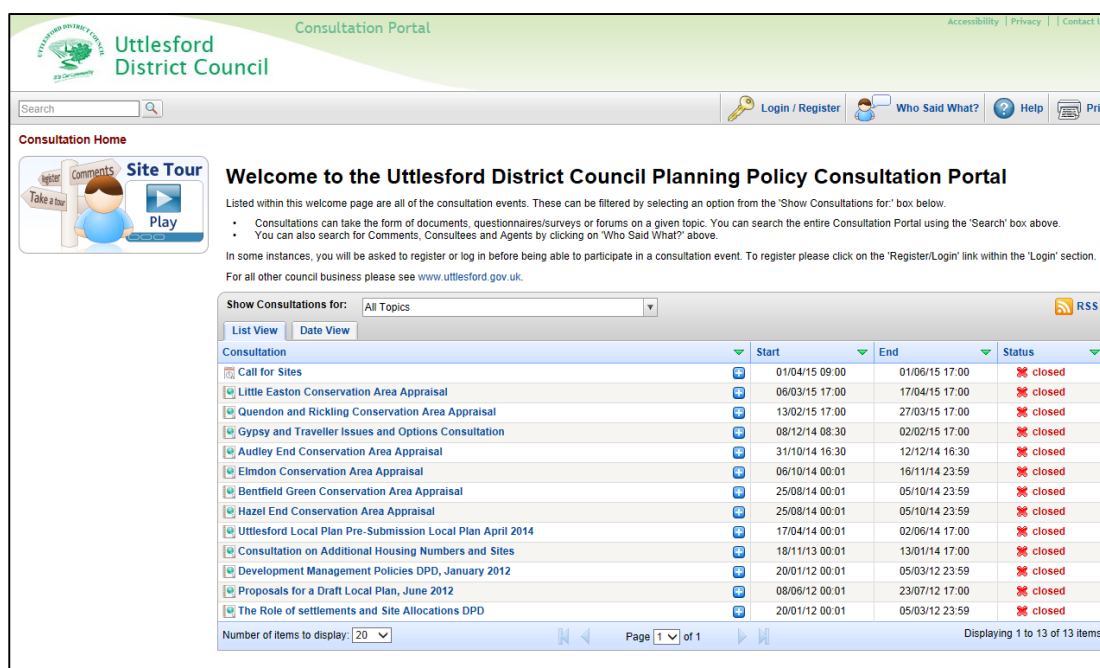 Consultation Portal
Accessibility | Privacy | | Contact U
Uttlesford
District Council
Search
Login / Register
Who Said What?
Help
Pri
Consultation Home
Register
Comments
Take a tour
Site Tour
Play
Welcome to the Uttlesford District Council Planning Policy Consultation Portal
Listed within this welcome page are all of the consultation events. These can be filtered by selecting an option from the 'Show Consultations for:' box below.
• Consultations can take the form of documents, questionnaires/surveys or forums on a given topic. You can search the entire Consultation Portal using the 'Search' box above.
• You can also search for Comments, Consultees and Agents by clicking on 'Who Said What?' above.
In some instances, you will be asked to register or log in before being able to participate in a consultation event. To register please click on the 'Register/Login' link within the 'Login' section.
For all other council business please see www.uttlesford.gov.uk.
Show Consultations for: All Topics
RSS
List View Date View
Consultation Start End Status
Call for Sites 01/04/15 09:00 01/06/15 17:00 closed
Little Easton Conservation Area Appraisal 06/03/15 17:00 17/04/15 17:00 closed
Quendon and Rickling Conservation Area Appraisal 13/02/15 17:00 27/03/15 17:00 closed
Gypsy and Traveller Issues and Options Consultation 08/12/14 08:30 02/02/15 17:00 closed
Audley End Conservation Area Appraisal 31/10/14 16:30 12/12/14 16:30 closed
Elmdon Conservation Area Appraisal 06/10/14 00:01 16/11/14 23:59 closed
Bentfield Green Conservation Area Appraisal 25/08/14 00:01 05/10/14 23:59 closed
Hazel End Conservation Area Appraisal 25/08/14 00:01 05/10/14 23:59 closed
Uttlesford Local Plan Pre-Submission Local Plan April 2014 17/04/14 00:01 02/06/14 17:00 closed
Consultation on Additional Housing Numbers and Sites 18/11/13 00:01 13/01/14 17:00 closed
Development Management Policies DPD, January 2012 20/01/12 00:01 05/03/12 23:59 closed
Proposals for a Draft Local Plan, June 2012 08/06/12 00:01 23/07/12 17:00 closed
The Role of settlements and Site Allocations DPD 20/01/12 00:01 05/03/12 23:59 closed
Number of items to display: 20 Page 1 of 1 Displaying 1 to 13 of 13 items